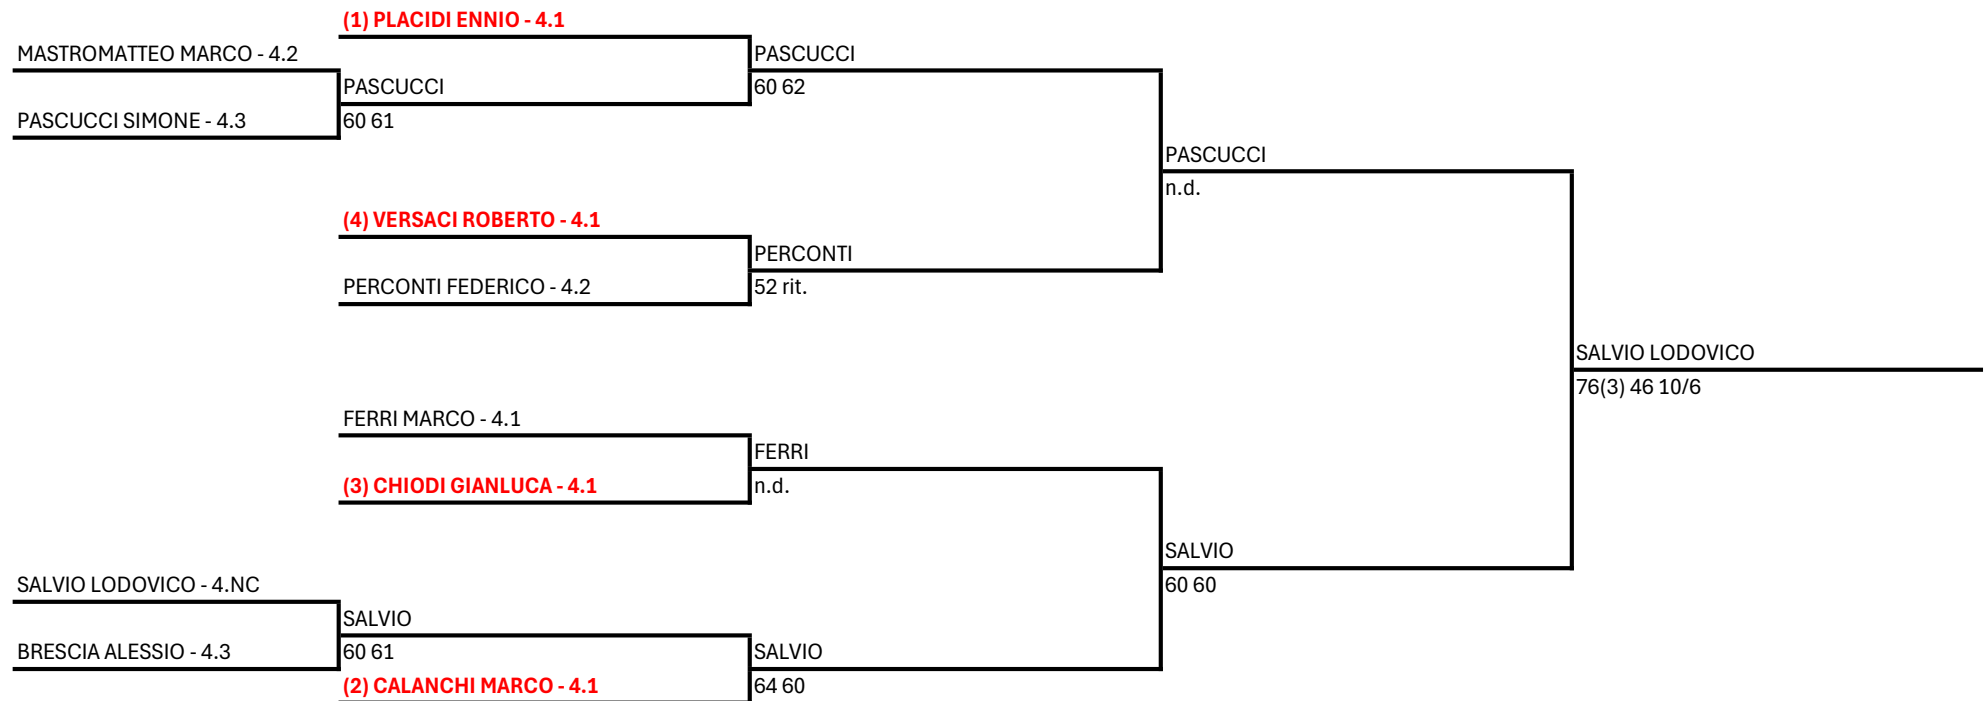 (1) PLACIDI ENNIO - 4.1
MASTROMATTEO MARCO - 4.2
PASCUCCI
PASCUCCI
60 62
PASCUCCI SIMONE - 4.3
60 61
PASCUCCI
n.d.
(4) VERSACI ROBERTO - 4.1
PERCONTI
PERCONTI FEDERICO - 4.2
52 rit.
SALVIO LODOVICO
76(3) 46 10/6
FERRI MARCO - 4.1
FERRI
(3) CHIODI GIANLUCA - 4.1
n.d.
SALVIO
60 60
SALVIO LODOVICO - 4.NC
SALVIO
BRESCIA ALESSIO - 4.3
60 61
SALVIO
(2) CALANCHI MARCO - 4.1
64 60